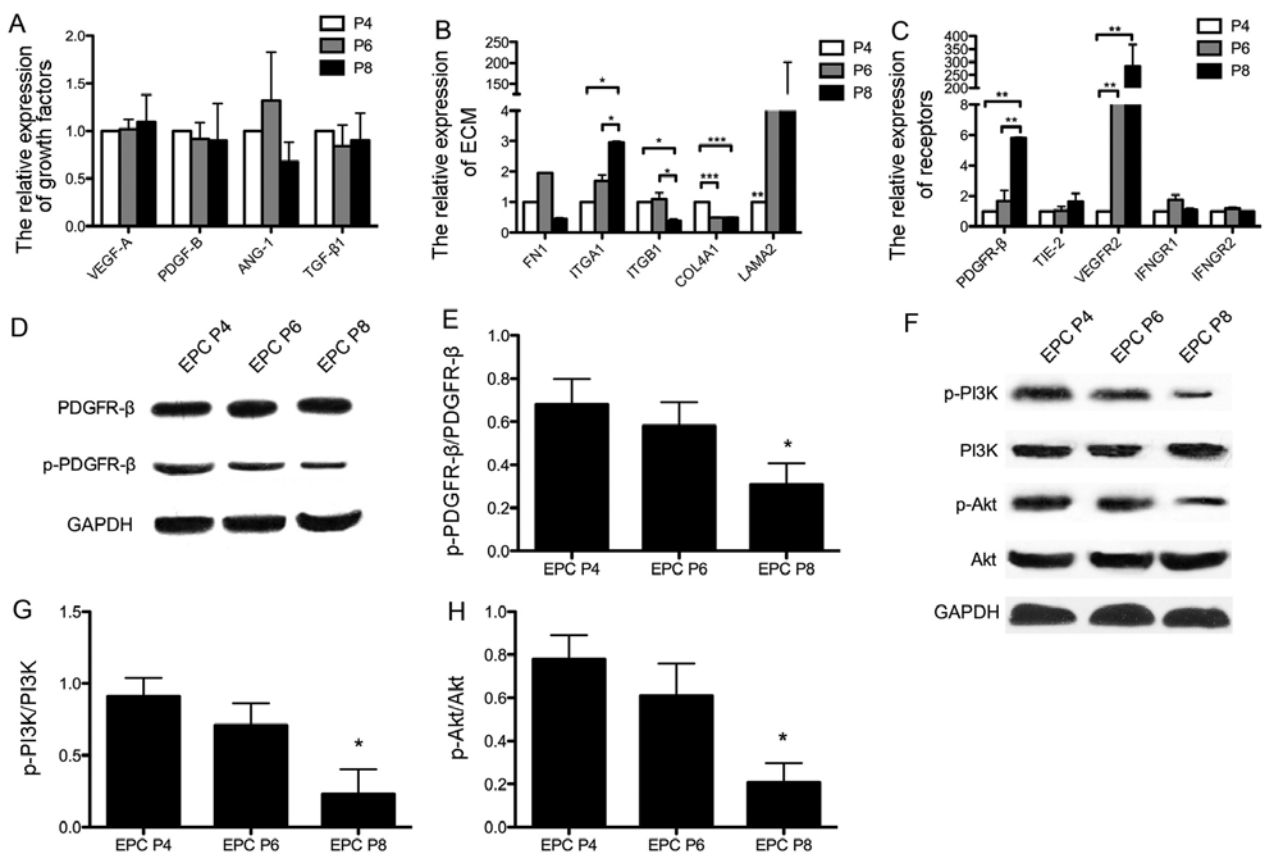 A
The relative expression
of growth factors
2.0
1.5
1.0
0.5
0.0
P4
P6
P8
VEGF-A
PDGF-B
ANG-1
TGF-β1
B
The relative expression
of ECM
250
200
150
100
50
4
3
2
1
0
P4
P6
P8
*
*
*
*
***
***
**
FN1
ITGA1
ITGB1
COL4A1
LAMA2
C
The relative expression
of receptors
400
350
300
250
200
150
100
8
6
4
2
0
P4
P6
P8
**
**
**
**
PDGFR-β
TIE-2
VEGFR2
IFNGR1
IFNGR2
D
EPC P4
EPC P6
EPC P8
PDGFR-β
p-PDGFR-β
GAPDH
E
p-PDGFR-β/PDGFR-β
1.0
0.8
0.6
0.4
0.2
0.0
*
EPC P4
EPC P6
EPC P8
F
EPC P4
EPC P6
EPC P8
p-PI3K
PI3K
p-Akt
Akt
GAPDH
G
p-PI3K/PI3K
1.5
1.0
0.5
0.0
*
EPC P4
EPC P6
EPC P8
H
p-Akt/Akt
1.0
0.8
0.6
0.4
0.2
0.0
*
EPC P4
EPC P6
EPC P8